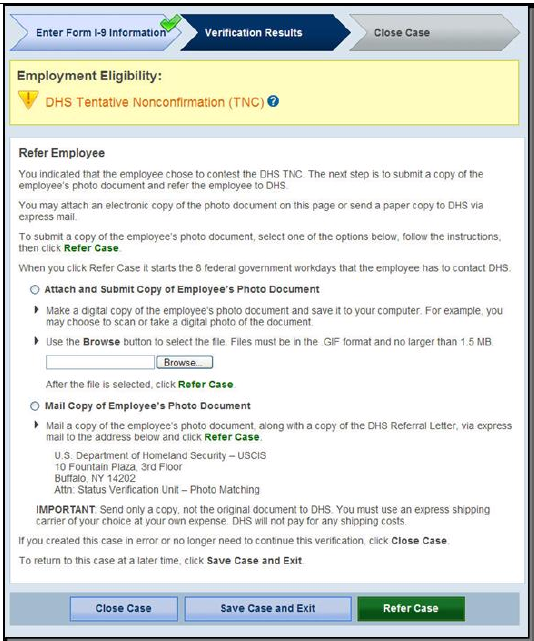 Enter Form I-9 Information
Verification Results
Close Case
Employment Eligibility:
DHS Tentative Nonconfirmation (TNC) ?
Refer Employee
You indicated that the employee chose to contest the DHS TNC. The next step is to submit a copy of the
employee's photo document and refer the employee to DHS.
You may attach an electronic copy of the photo document on this page or send a paper copy to DHS via
express mail.
To submit a copy of the employee's photo document, select one of the options below, follow the instructions,
then click Refer Case.
When you click Refer Case it starts the 8 federal government workdays that the employee has to contact DHS.
Attach and Submit Copy of Employee's Photo Document
Make a digital copy of the employee's photo document and save it to your computer. For example, you
may choose to scan or take a digital photo of the document.
Use the Browse button to select the file. Files must be in the .GIF format and no larger than 1.5 MB.
Browse...
After the file is selected, click Refer Case.
Mail Copy of Employee's Photo Document
Mail a copy of the employee's photo document, along with a copy of the DHS Referral Letter, via express
mail to the address below and click Refer Case.
U.S. Department of Homeland Security – USCIS
10 Fountain Plaza, 3rd Floor
Buffalo, NY 14202
Attn: Status Verification Unit – Photo Matching
IMPORTANT: Send only a copy, not the original document to DHS. You must use an express shipping
carrier of your choice at your own expense. DHS will not pay for any shipping costs.
If you created this case in error or no longer need to continue this verification, click Close Case.
To return to this case at a later time, click Save Case and Exit.
Close Case
Save Case and Exit
Refer Case